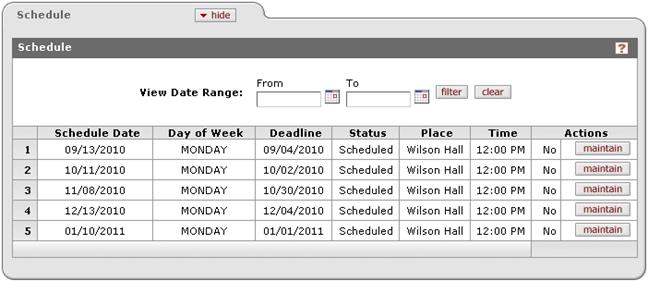 Schedule hide
Schedule ?
From To
View Date Range: filter clear
Schedule Date Day of Week Deadline Status Place Time Actions
1 09/13/2010 MONDAY 09/04/2010 Scheduled Wilson Hall 12:00 PM No maintain
2 10/11/2010 MONDAY 10/02/2010 Scheduled Wilson Hall 12:00 PM No maintain
3 11/08/2010 MONDAY 10/30/2010 Scheduled Wilson Hall 12:00 PM No maintain
4 12/13/2010 MONDAY 12/04/2010 Scheduled Wilson Hall 12:00 PM No maintain
5 01/10/2011 MONDAY 01/01/2011 Scheduled Wilson Hall 12:00 PM No maintain